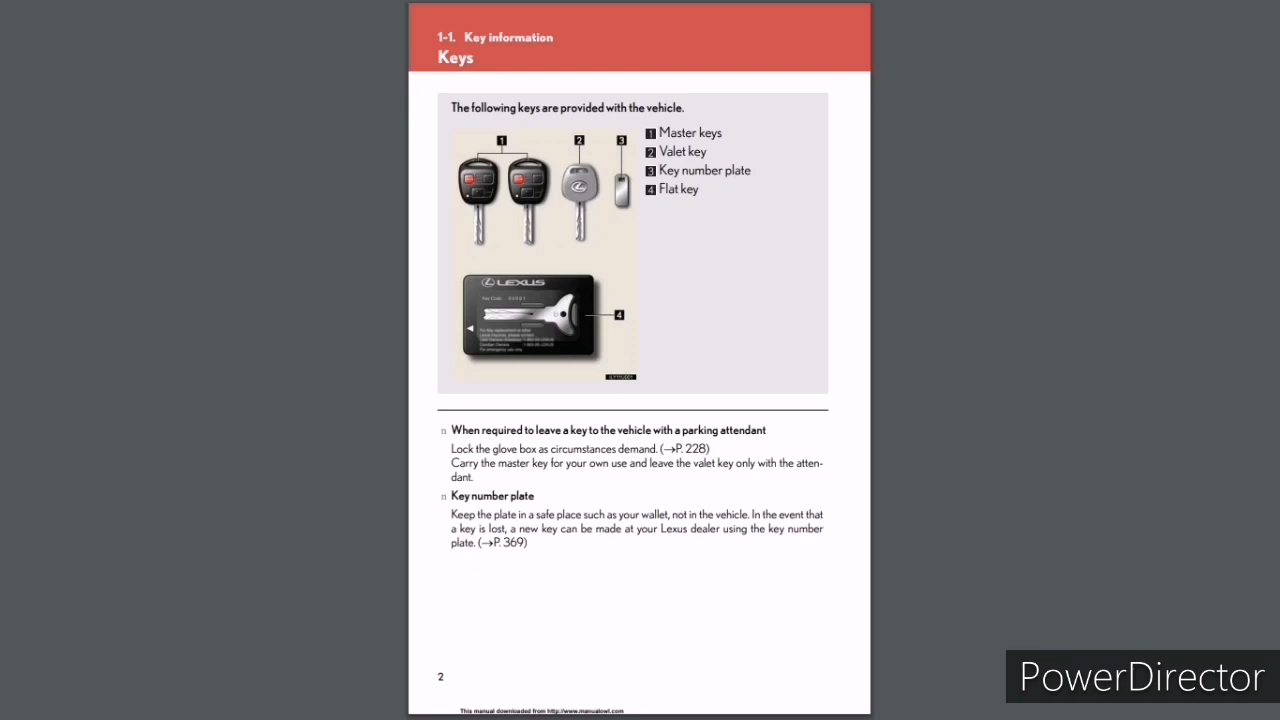 1-1. Key information
Keys
The following keys are provided with the vehicle.
1 Master keys
2 Valet key
3 Key number plate
4 Flat key
1
2
3
LEXUS
Key Code
4
n When required to leave a key to the vehicle with a parking attendant
Lock the glove box as circumstances demand. (→P. 228)
Carry the master key for your own use and leave the valet key only with the atten-
dant.
n Key number plate
Keep the plate in a safe place such as your wallet, not in the vehicle. In the event that
a key is lost, a new key can be made at your Lexus dealer using the key number
plate. (→P. 369)
2
This manual downloaded from http://www.manualowl.com
PowerDirector